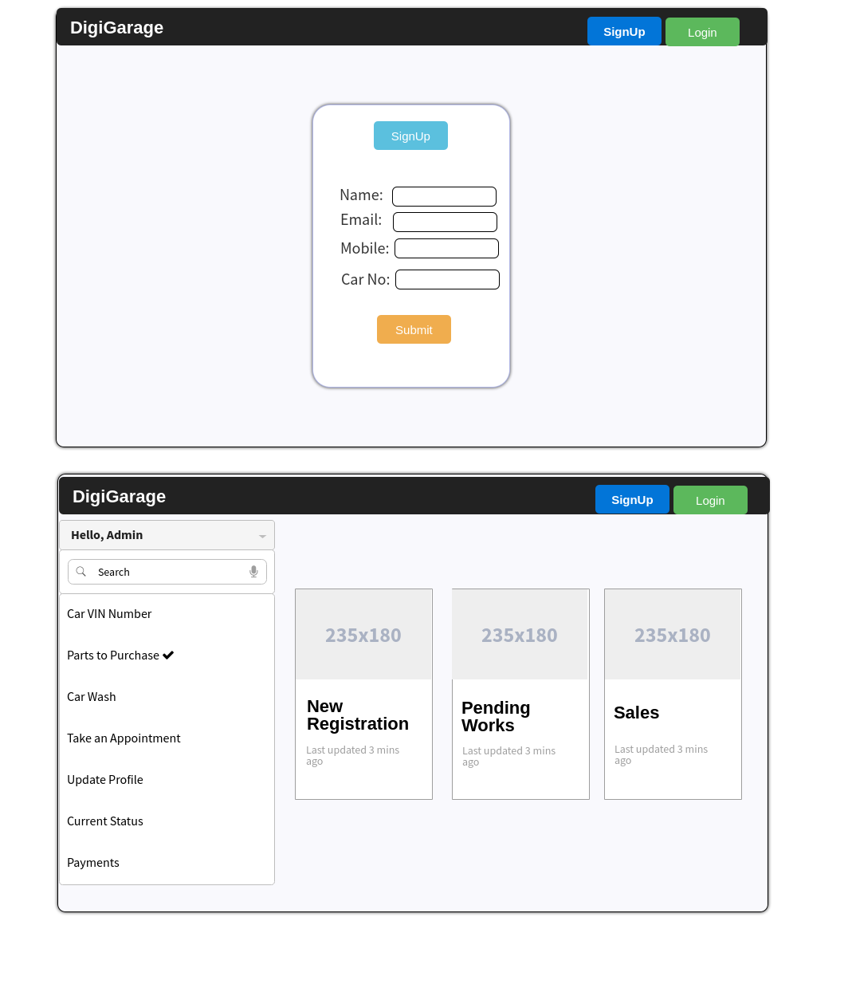 DigiGarage
SignUp
Login
SignUp
Name:
Email:
Mobile:
Car No:
Submit
DigiGarage
SignUp
Login
Hello, Admin
Search
Car VIN Number
Parts to Purchase
Car Wash
Take an Appointment
Update Profile
Current Status
Payments
235x180
New
Registration
Last updated 3 mins
ago
235x180
Pending
Works
Last updated 3 mins
ago
235x180
Sales
Last updated 3 mins
ago